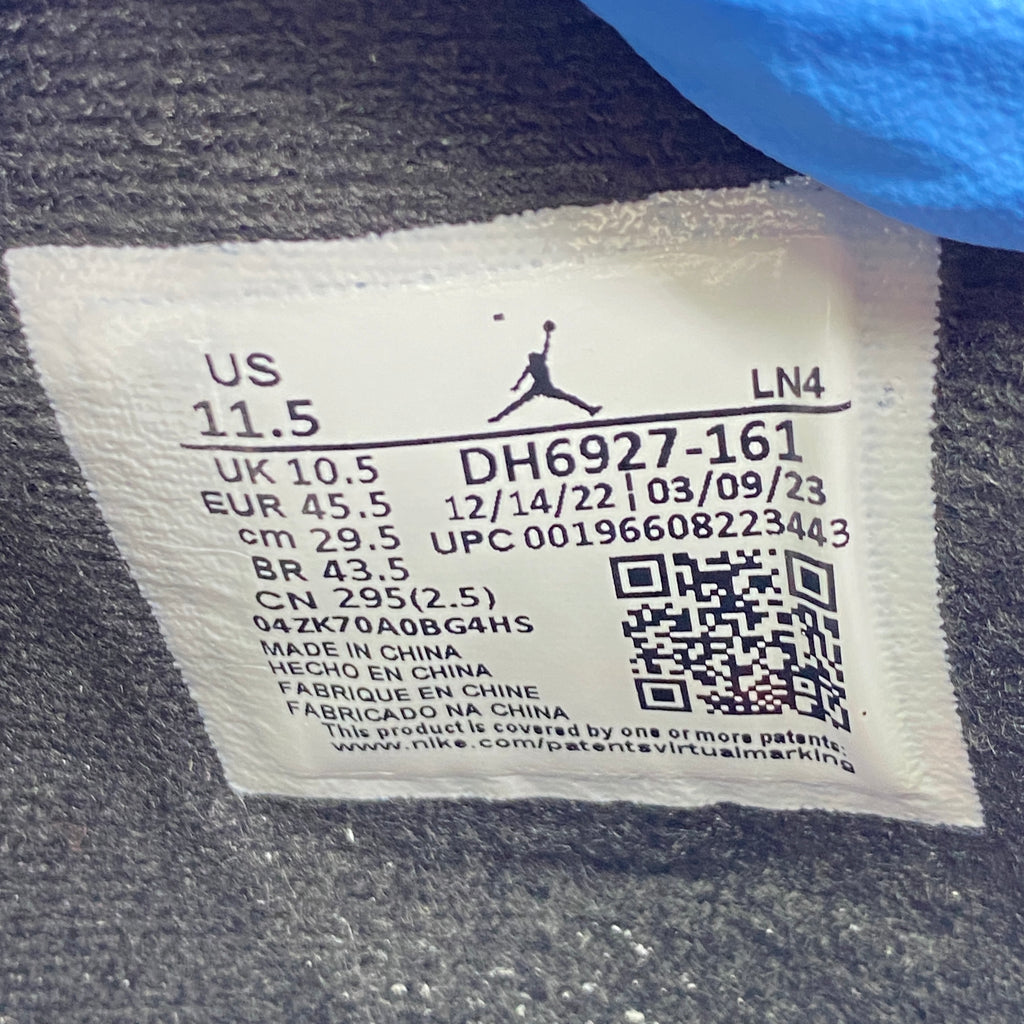 US
11.5
LN4
UK 10.5
EUR 45.5
cm 29.5
BR 43.5
CN 295(2.5)
04ZK70A0BG4HS
DH6927-161
12/14/22 ¦ 03/09/23
UPC 00196608223443
MADE IN CHINA
HECHO EN CHINA
FABRIQUE EN CHINE
FABRICADO NA CHINA
This product is covered by one or more patents:
www.nike.com/patentsvirtualmarking